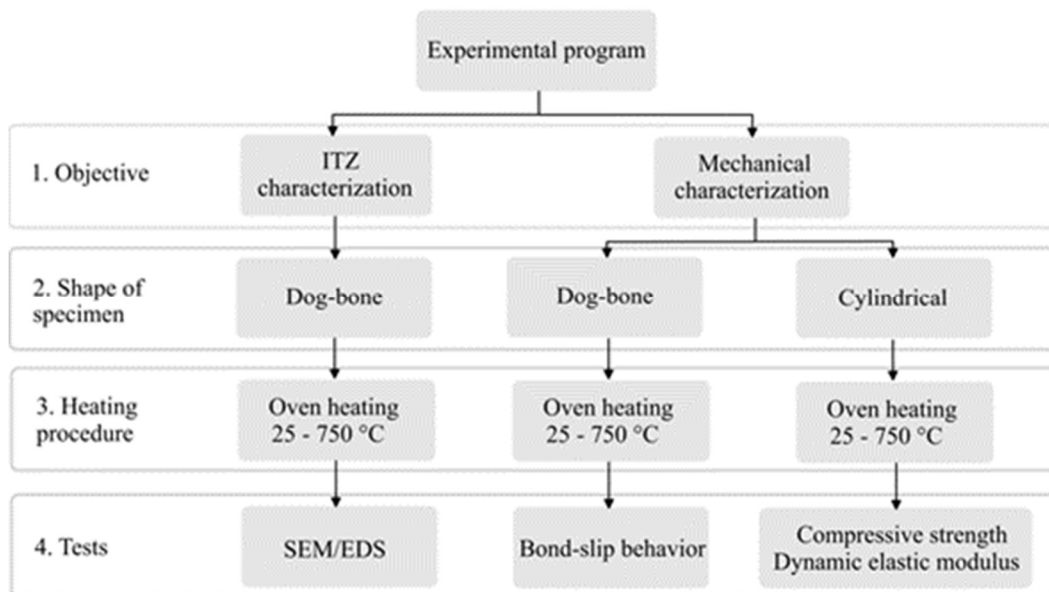 Experimental program
1. Objective
ITZ
characterization
Mechanical
characterization
2. Shape of
specimen
Dog-bone
Dog-bone
Cylindrical
3. Heating
procedure
Oven heating
25 - 750 °C
Oven heating
25 - 750 °C
Oven heating
25 - 750 °C
4. Tests
SEM/EDS
Bond-slip behavior
Compressive strength
Dynamic elastic modulus